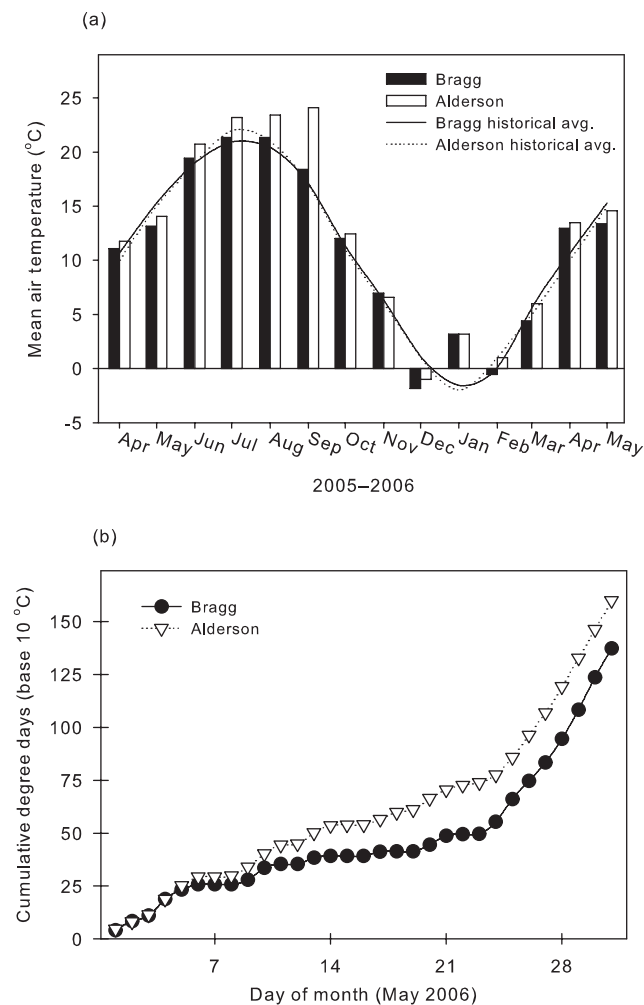 (a)
Mean air temperature (°C)
25
20
15
10
5
0
-5
Bragg
Alderson
Bragg historical avg.
Alderson historical avg.
Apr
May
Jun
Jul
Aug
Sep
Oct
Nov
Dec
Jan
Feb
Mar
Apr
May
2005–2006
(b)
Cumulative degree days (base 10 °C)
150
125
100
75
50
25
0
Bragg
Alderson
7
14
21
28
Day of month (May 2006)